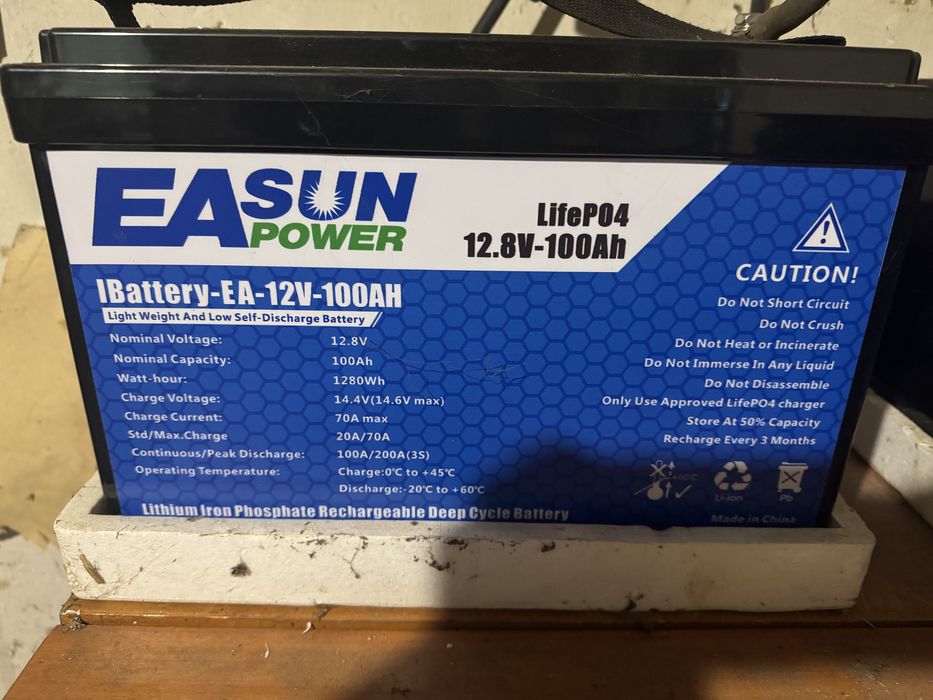 EASUN
POWER
LifePO4
12.8V-100Ah
IBattery-EA-12V-100AH
Light Weight And Low Self-Discharge Battery
Nominal Voltage: 12.8V
Nominal Capacity: 100Ah
Watt-hour: 1280Wh
Charge Voltage: 14.4V(14.6V max)
Charge Current: 70A max
Std/Max.Charge 20A/70A
Continuous/Peak Discharge: 100A/200A(3S)
Operating Temperature: Charge:0℃ to +45℃
Discharge:-20℃ to +60℃
Lithium Iron Phosphate Rechargeable Deep Cycle Battery
CAUTION!
Do Not Short Circuit
Do Not Crush
Do Not Heat or Incinerate
Do Not Immerse In Any Liquid
Do Not Disassemble
Only Use Approved LifePO4 charger
Store At 50% Capacity
Recharge Every 3 Months
+60℃
Li-ion
Pb
Made in China